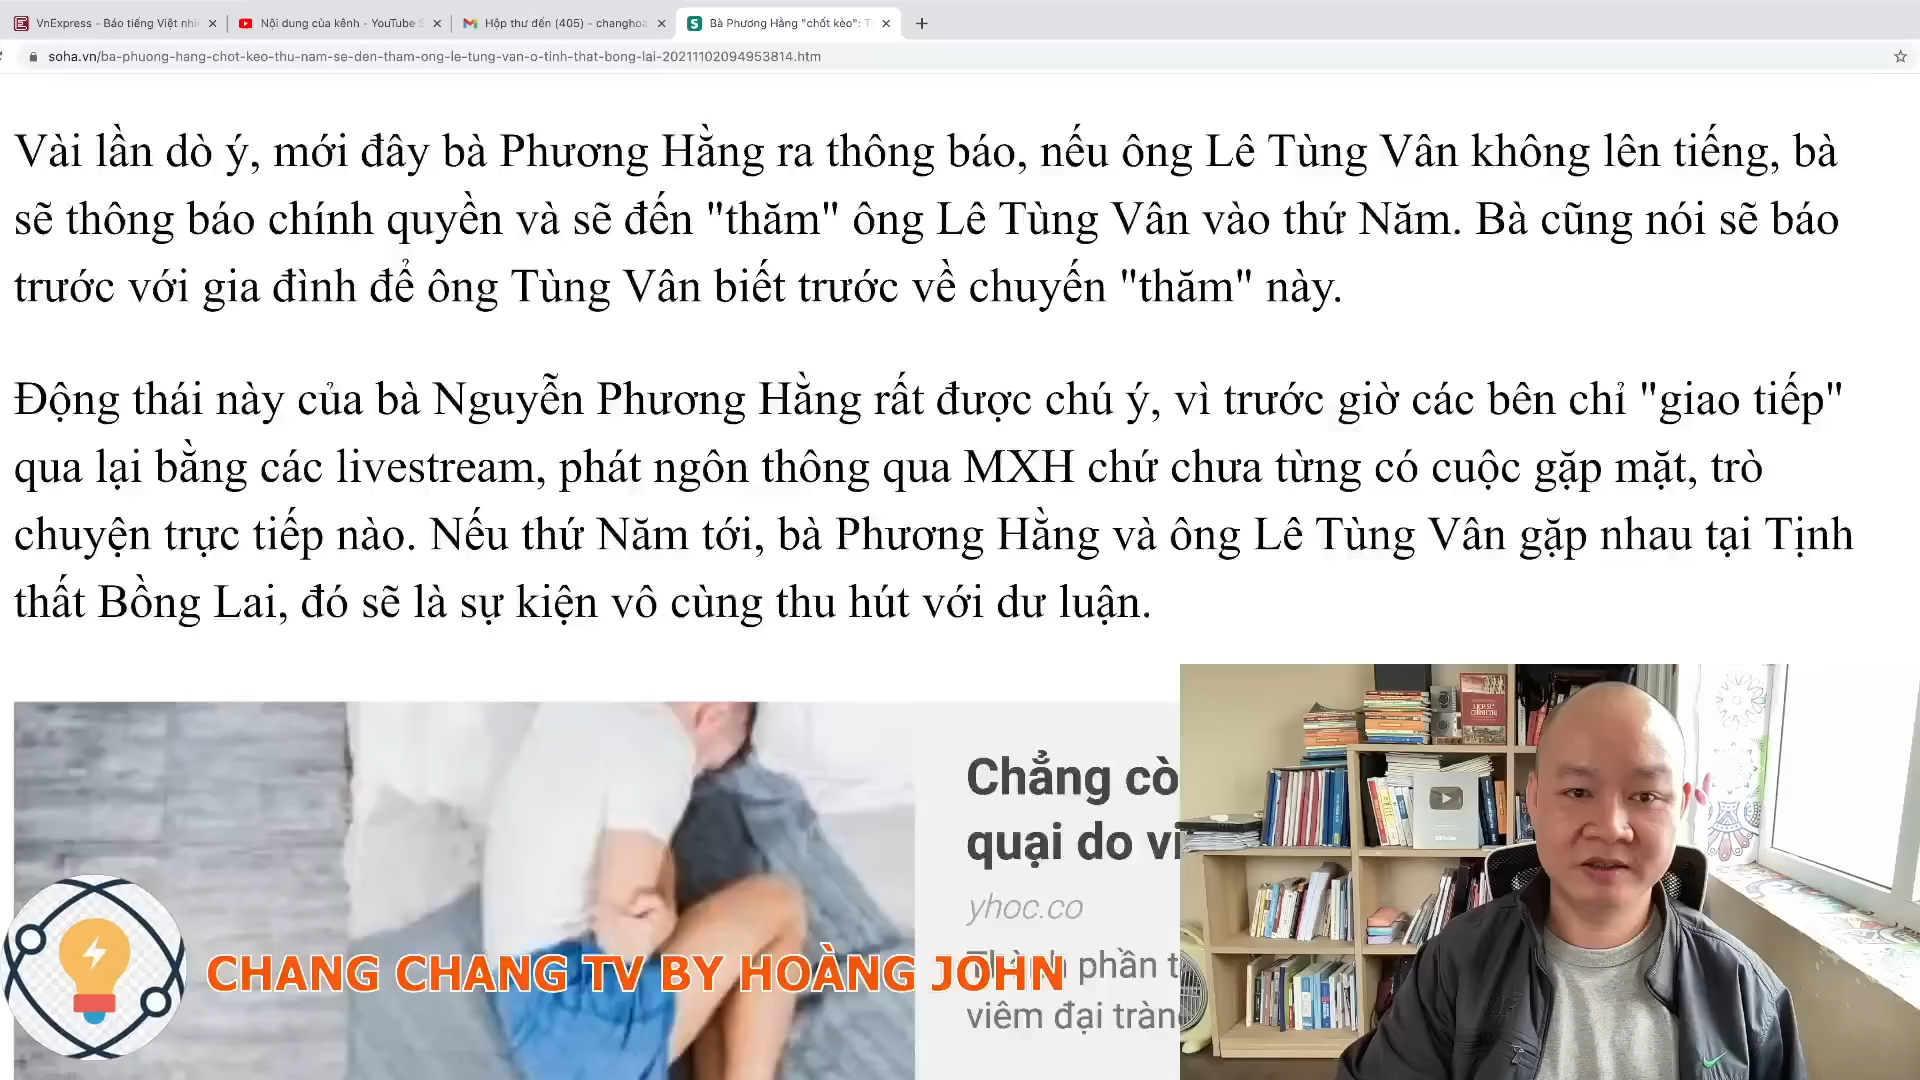 VnExpress - Báo tiếng Việt nhi
Nội dung của kênh - YouTube S
Hộp thư đến (405) - changhoa
Bà Phương Hằng "chốt kèo": T
soha.vn/ba-phuong-hang-chot-keo-thu-nam-se-den-tham-ong-le-tung-van-o-tinh-that-bong-lai-20211102094953814.htm
Vài lần dò ý, mới đây bà Phương Hằng ra thông báo, nếu ông Lê Tùng Vân không lên tiếng, bà
sẽ thông báo chính quyền và sẽ đến "thăm" ông Lê Tùng Vân vào thứ Năm. Bà cũng nói sẽ báo
trước với gia đình để ông Tùng Vân biết trước về chuyến "thăm" này.
Động thái này của bà Nguyễn Phương Hằng rất được chú ý, vì trước giờ các bên chỉ "giao tiếp"
qua lại bằng các livestream, phát ngôn thông qua MXH chứ chưa từng có cuộc gặp mặt, trò
chuyện trực tiếp nào. Nếu thứ Năm tới, bà Phương Hằng và ông Lê Tùng Vân gặp nhau tại Tịnh
thất Bồng Lai, đó sẽ là sự kiện vô cùng thu hút với dư luận.
Chẳng cò
quại do vi
yhoc.co
phần t
viêm đại tràn
CHANG CHANG TV BY HOÀNG JOHN
LỊCH SỬ
CHÍNH TRỊ